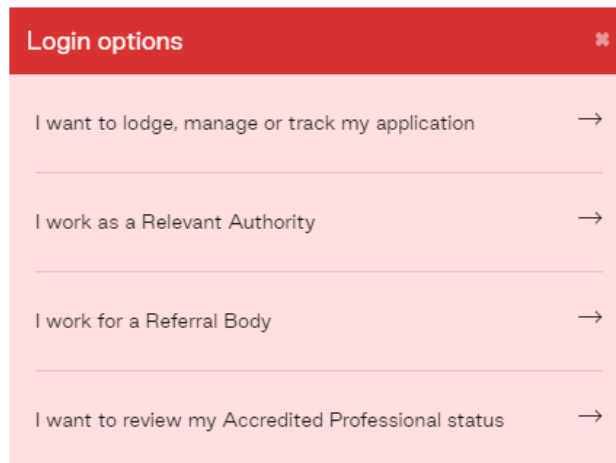 Login options
I want to lodge, manage or track my application
I work as a Relevant Authority
I work for a Referral Body
I want to review my Accredited Professional status